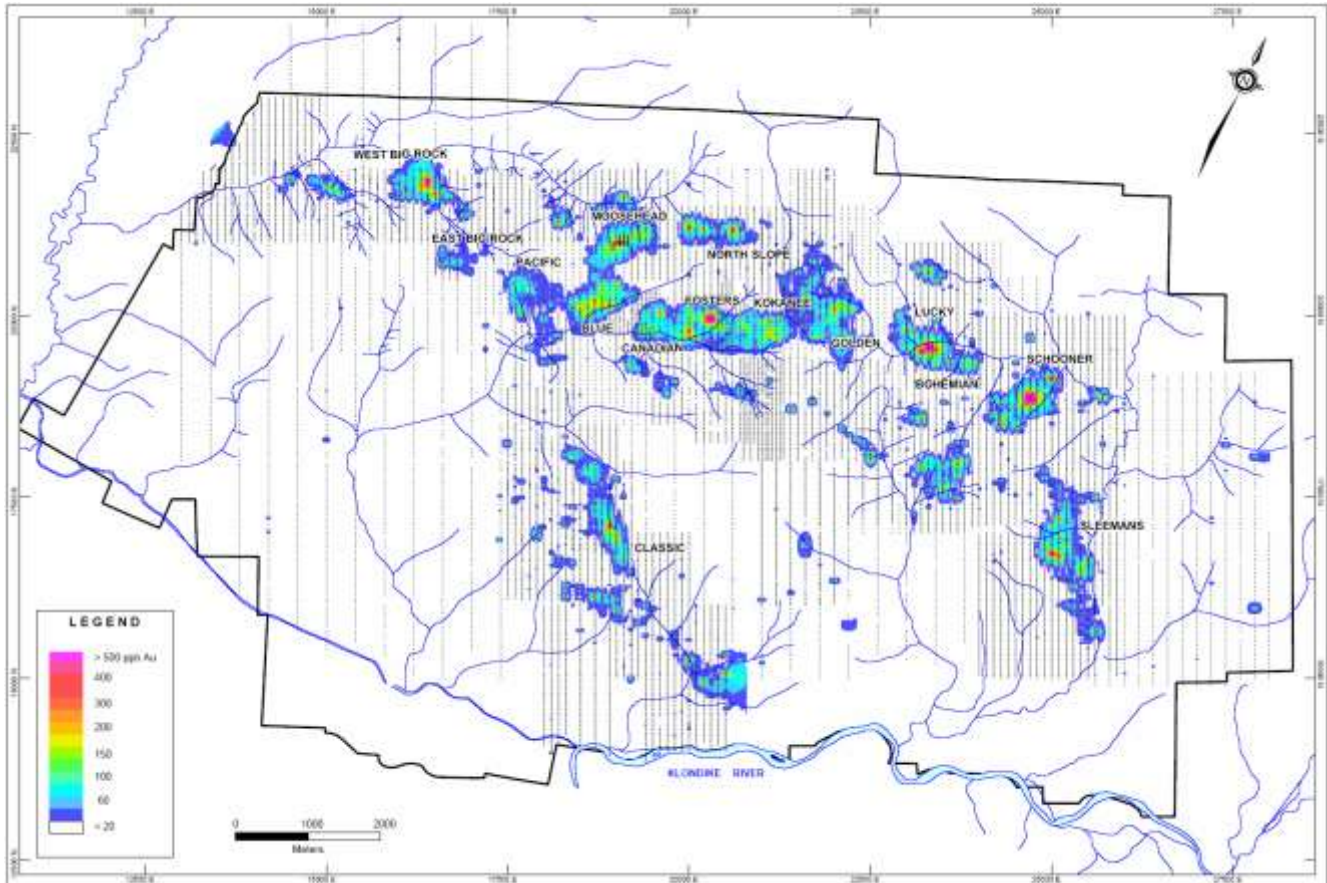 WEST BIG ROCK
MOOSEHEAD
EAST BIG ROCK
NORTH SLOPE
PACIFIC
FOSTERS
KOKANEE
BLUE
LUCKY
CANADIAN
GOLDEN
SCHOONER
BOHEMIAN
SLEEMANS
CLASSIC
LEGEND
> 500 ppb Au
400
300
200
150
100
60
< 20
0 1000 2000
Meters
KLONDIKE RIVER